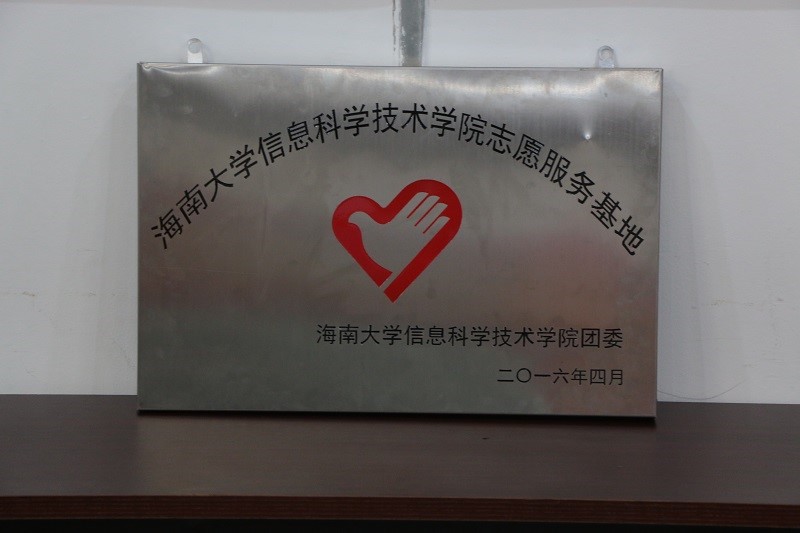 海南大学信息科学技术学院志愿服务基地
海南大学信息科学技术学院团委
二〇一六年四月